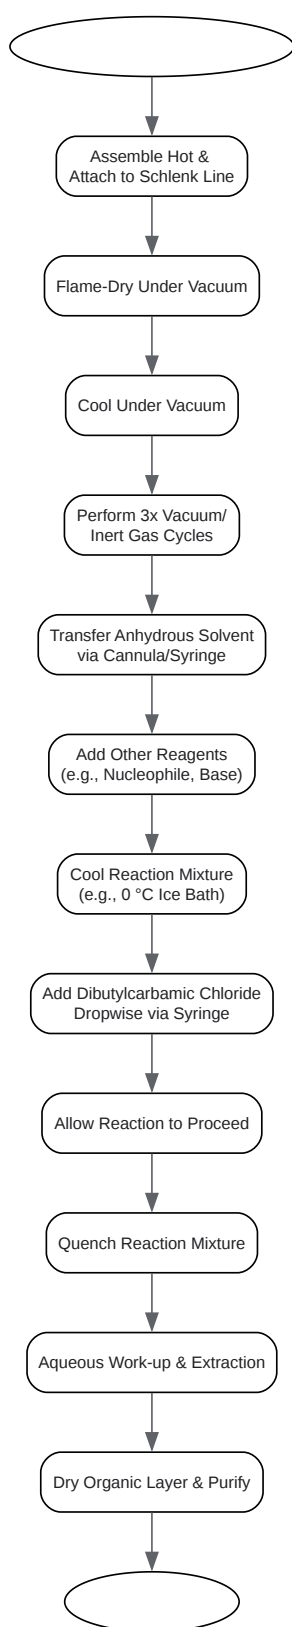 Assemble Hot &
Attach to Schlenk Line
Flame-Dry Under Vacuum
Cool Under Vacuum
Perform 3x Vacuum/
Inert Gas Cycles
Transfer Anhydrous Solvent
via Cannula/Syringe
Add Other Reagents
(e.g., Nucleophile, Base)
Cool Reaction Mixture
(e.g., 0 °C Ice Bath)
Add Dibutylcarbamic Chloride
Dropwise via Syringe
Allow Reaction to Proceed
Quench Reaction Mixture
Aqueous Work-up & Extraction
Dry Organic Layer & Purify